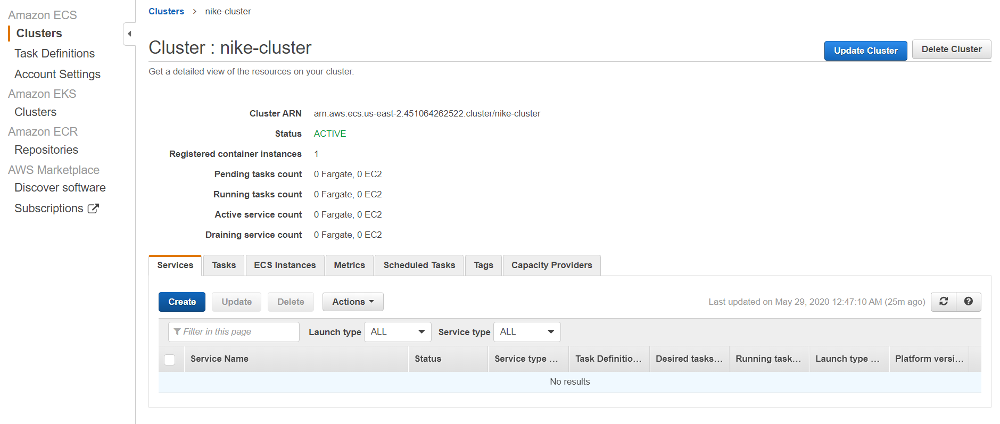 Amazon ECS
Clusters
Task Definitions
Account Settings
Amazon EKS
Clusters
Amazon ECR
Repositories
AWS Marketplace
Discover software
Subscriptions
Clusters > nike-cluster
Cluster : nike-cluster
Update Cluster Delete Cluster
Get a detailed view of the resources on your cluster.
Cluster ARN arn:aws:ecs:us-east-2:451064262522:cluster/nike-cluster
Status ACTIVE
Registered container instances 1
Pending tasks count 0 Fargate, 0 EC2
Running tasks count 0 Fargate, 0 EC2
Active service count 0 Fargate, 0 EC2
Draining service count 0 Fargate, 0 EC2
Services Tasks ECS Instances Metrics Scheduled Tasks Tags Capacity Providers
Create Update Delete Actions Last updated on May 29, 2020 12:47:10 AM (25m ago)
Filter in this page Launch type ALL Service type ALL
Service Name Status Service type ... Task Definitio... Desired tasks... Running task... Launch type ... Platform versi...
No results